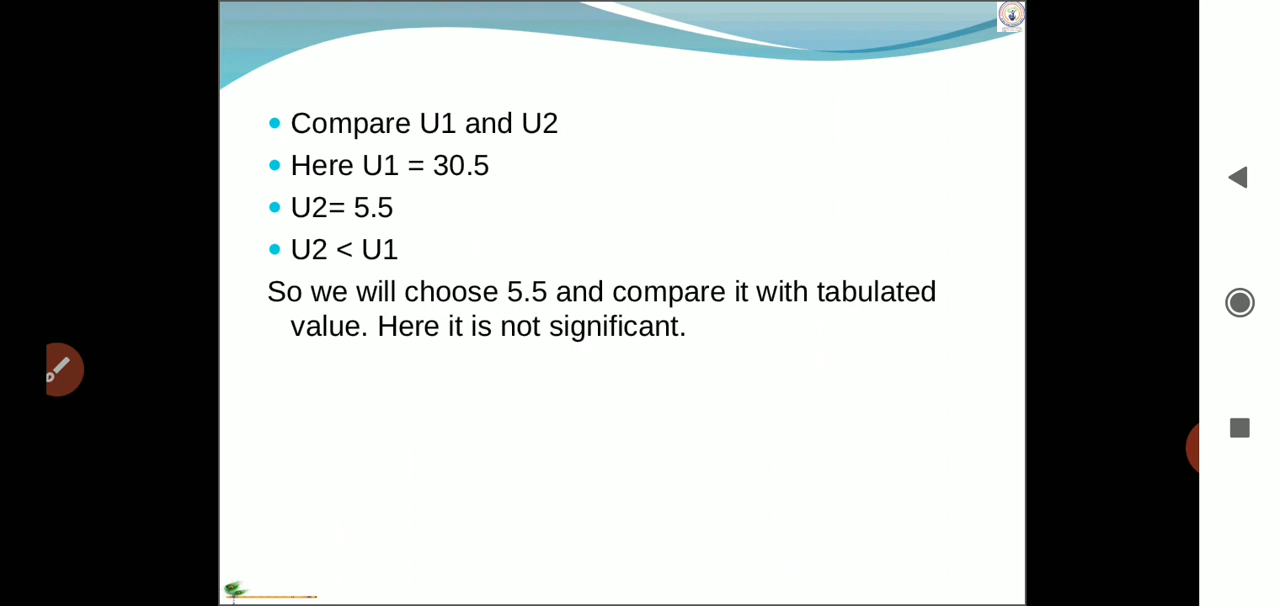 Compare U1 and U2
Here U1 = 30.5
U2= 5.5
U2 < U1
So we will choose 5.5 and compare it with tabulated
value. Here it is not significant.